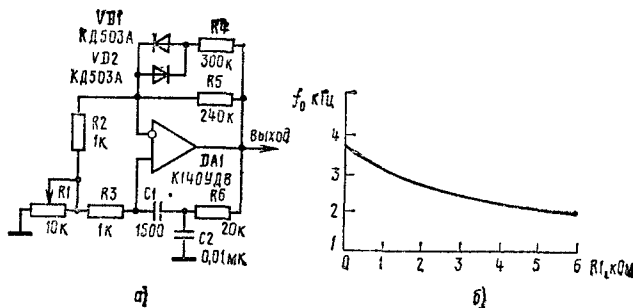 VD1
КД503А
VD2
КД503А
R4
300к
R5
240к
R2
1к
ВЫХОД
DA1
К140УД8
R1
10к
R3
1к
C1
1500
R6
20к
C2
0,01мк
а)
f₀ кГц
4
3
2
1
0 1 2 3 4 5 6 R1, кОм
б)